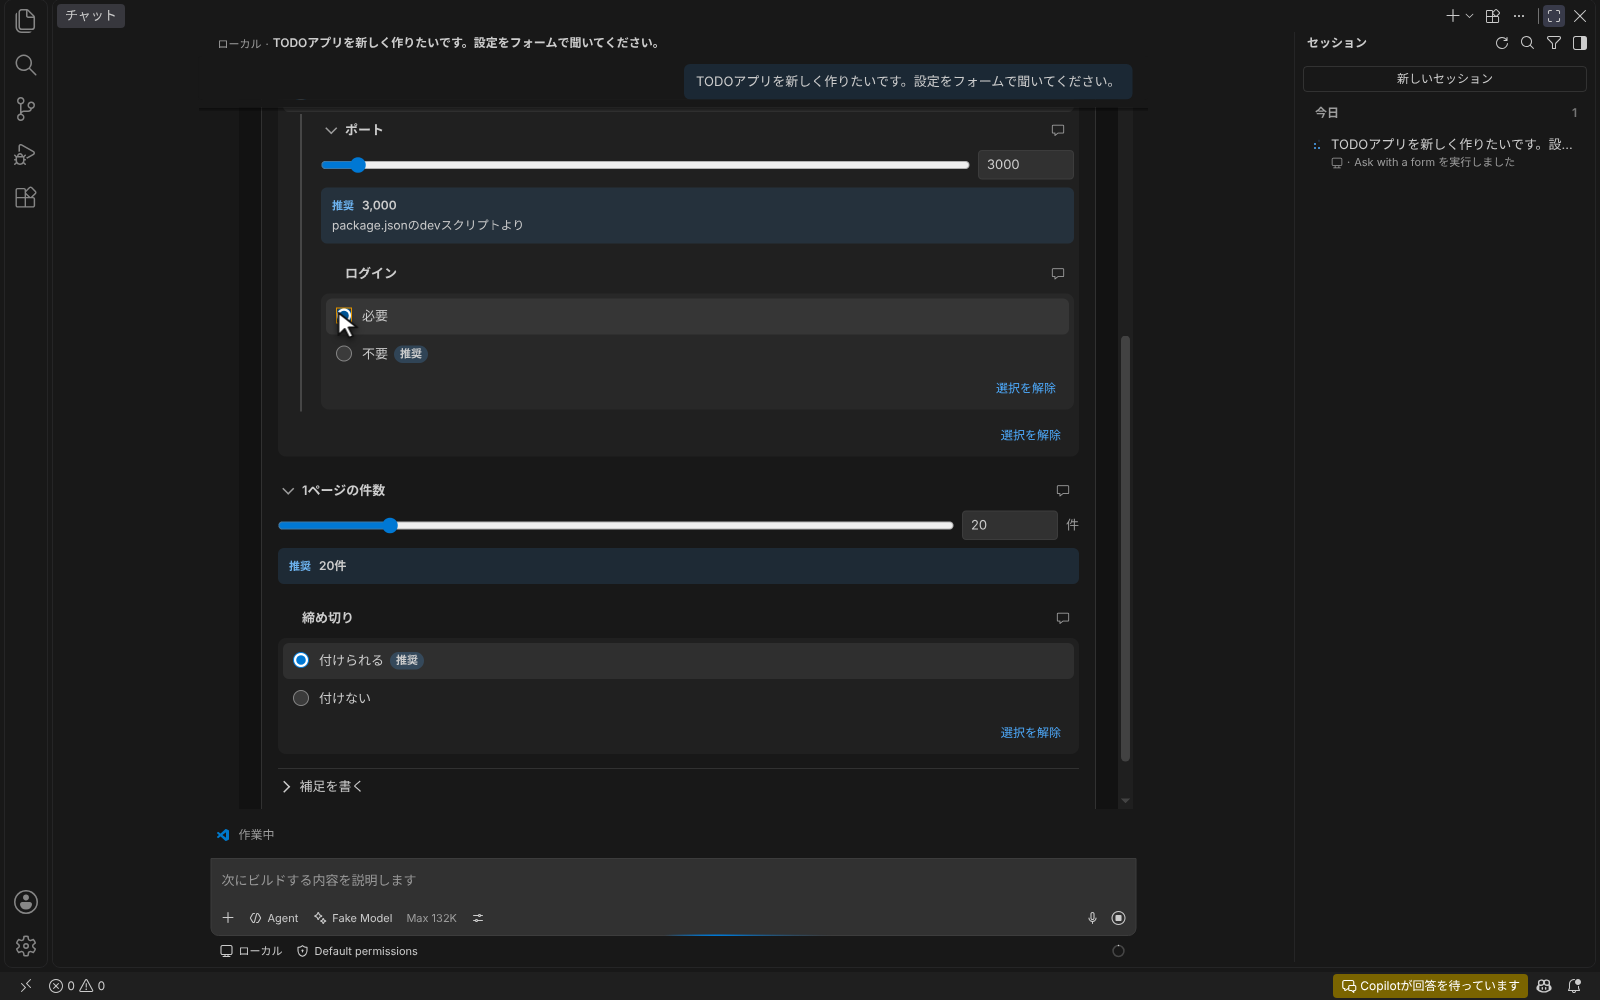 チャット
ローカル · TODOアプリを新しく作りたいです。設定をフォームで聞いてください。
TODOアプリを新しく作りたいです。設定をフォームで聞いてください。
ポート
3000
推奨 3,000
package.jsonのdevスクリプトより
ログイン
必要
不要 推奨
選択を解除
選択を解除
1ページの件数
20 件
推奨 20件
締め切り
付けられる 推奨
付けない
選択を解除
補足を書く
作業中
次にビルドする内容を説明します
Agent Fake Model Max 132K
ローカル Default permissions
セッション
新しいセッション
今日 1
TODOアプリを新しく作りたいです。設...
· Ask with a form を実行しました
0 0
Copilotが回答を待っています